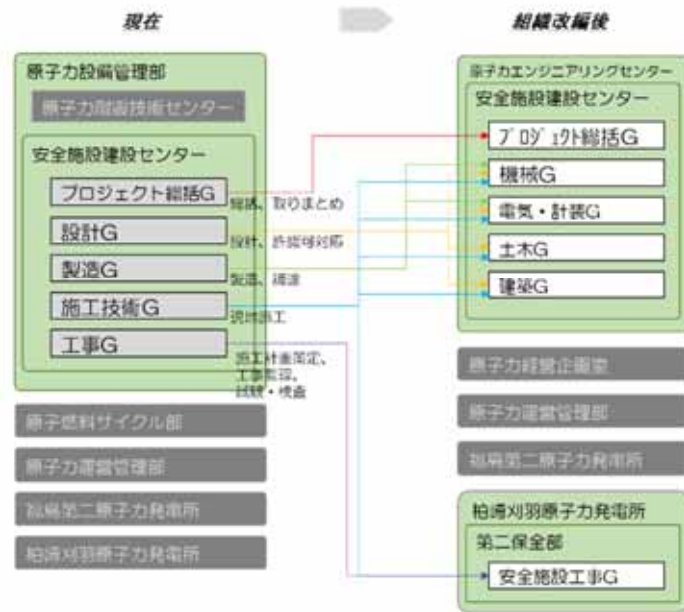 現在
組織改編後
原子力設備管理部
原子力耐震技術センター
安全施設建設センター
プロジェクト総括G
総括、取りまとめ
設計G
設計、許認可対応
製造G
製造、調達
施工技術G
現地施工
工事G
施工計画策定、
工事監理、
試験・検査
原子燃料サイクル部
原子力運営管理部
福島第二原子力発電所
柏崎刈羽原子力発電所
原子力エンジニアリングセンター
安全施設建設センター
プロジェクト総括G
機械G
電気・計装G
土木G
建築G
原子力経営企画室
原子力運営管理部
福島第二原子力発電所
柏崎刈羽原子力発電所
第二保全部
安全施設工事G